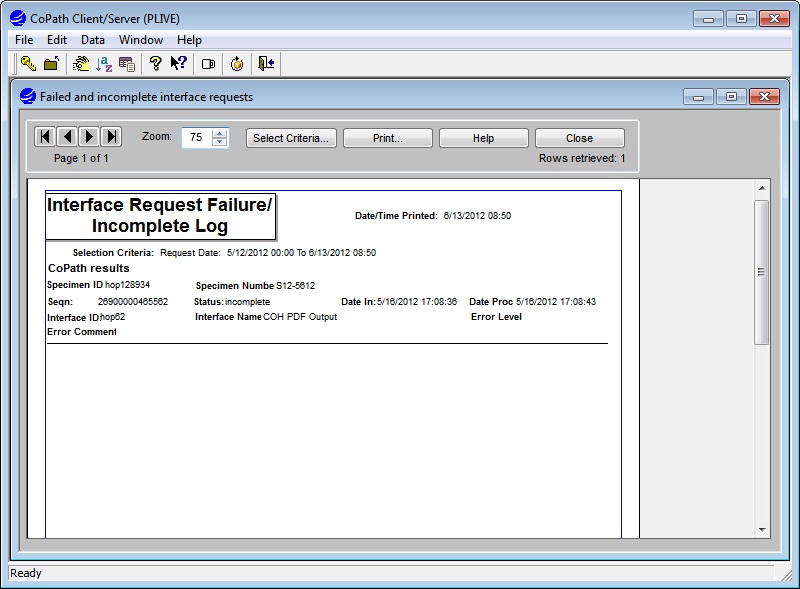 CoPath Client/Server (PLIVE)
File Edit Data Window Help
Failed and incomplete interface requests
Zoom: 75 Select Criteria... Print... Help Close
Page 1 of 1 Rows retrieved: 1
Interface Request Failure/
Incomplete Log
Date/Time Printed: 6/13/2012 08:50
Selection Criteria: Request Date: 5/12/2012 00:00 To 6/13/2012 08:50
CoPath results
Specimen ID hop128934 Specimen Numbe S12-5612
Seqn: 26900000465562 Status: incomplete Date In: 5/16/2012 17:08:36 Date Proc 5/16/2012 17:08:43
Interface ID: hop62 Interface Name COH PDF Output Error Level
Error Comment
Ready